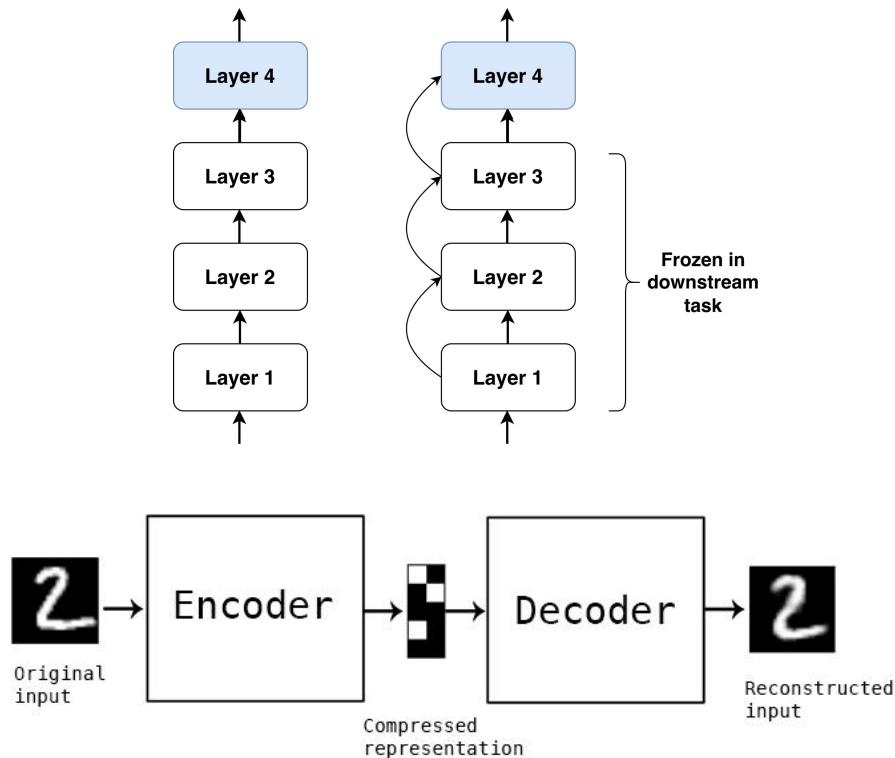 Layer 4
Layer 4
Layer 3
Layer 3
Layer 2
Layer 2
Frozen in
downstream
task
Layer 1
Layer 1
Encoder
Decoder
Original
input
Compressed
representation
Reconstructed
input